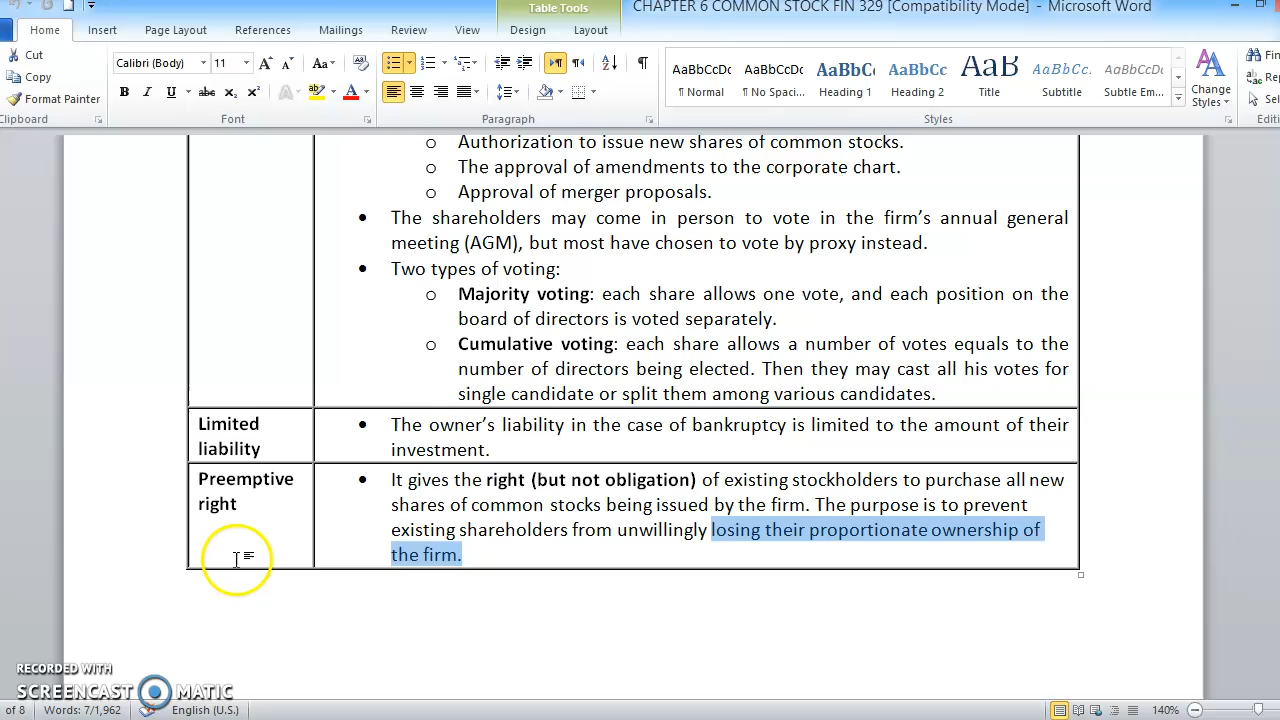 Table Tools
CHAPTER 6 COMMON STOCK FIN 329 [Compatibility Mode] - Microsoft Word
Home Insert Page Layout References Mailings Review View Design Layout
Cut
Copy
Format Painter
Calibri (Body) 11
Aa
B I U abc x₂ x² A A
AaBbCcDc AaBbCcDc AaBbC AaBbCc AaB AaBbCc. AaBbCcDc
¶ Normal ¶ No Spaci... Heading 1 Heading 2 Title Subtitle Subtle Em...
Change
Styles
Clipboard Font Paragraph Styles
Authorization to issue new shares of common stocks.
The approval of amendments to the corporate chart.
Approval of merger proposals.
The shareholders may come in person to vote in the firm's annual general
meeting (AGM), but most have chosen to vote by proxy instead.
Two types of voting:
Majority voting: each share allows one vote, and each position on the
board of directors is voted separately.
Cumulative voting: each share allows a number of votes equals to the
number of directors being elected. Then they may cast all his votes for
single candidate or split them among various candidates.
Limited
liability
The owner's liability in the case of bankruptcy is limited to the amount of their
investment.
Preemptive
right
It gives the right (but not obligation) of existing stockholders to purchase all new
shares of common stocks being issued by the firm. The purpose is to prevent
existing shareholders from unwillingly losing their proportionate ownership of
the firm.
RECORDED WITH
SCREENCAST MATIC
of 8 Words: 7/1,962 English (U.S.) 140%